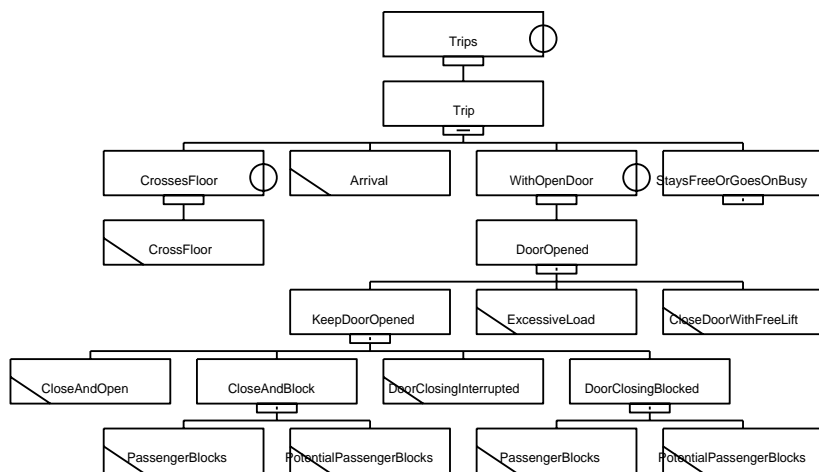 Trips
Trip
CrossesFloor
Arrival
WithOpenDoor
StaysFreeOrGoesOnBusy
CrossFloor
DoorOpened
KeepDoorOpened
ExcessiveLoad
CloseDoorWithFreeLift
CloseAndOpen
CloseAndBlock
DoorClosingInterrupted
DoorClosingBlocked
PassengerBlocks
PotentialPassengerBlocks
PassengerBlocks
PotentialPassengerBlocks